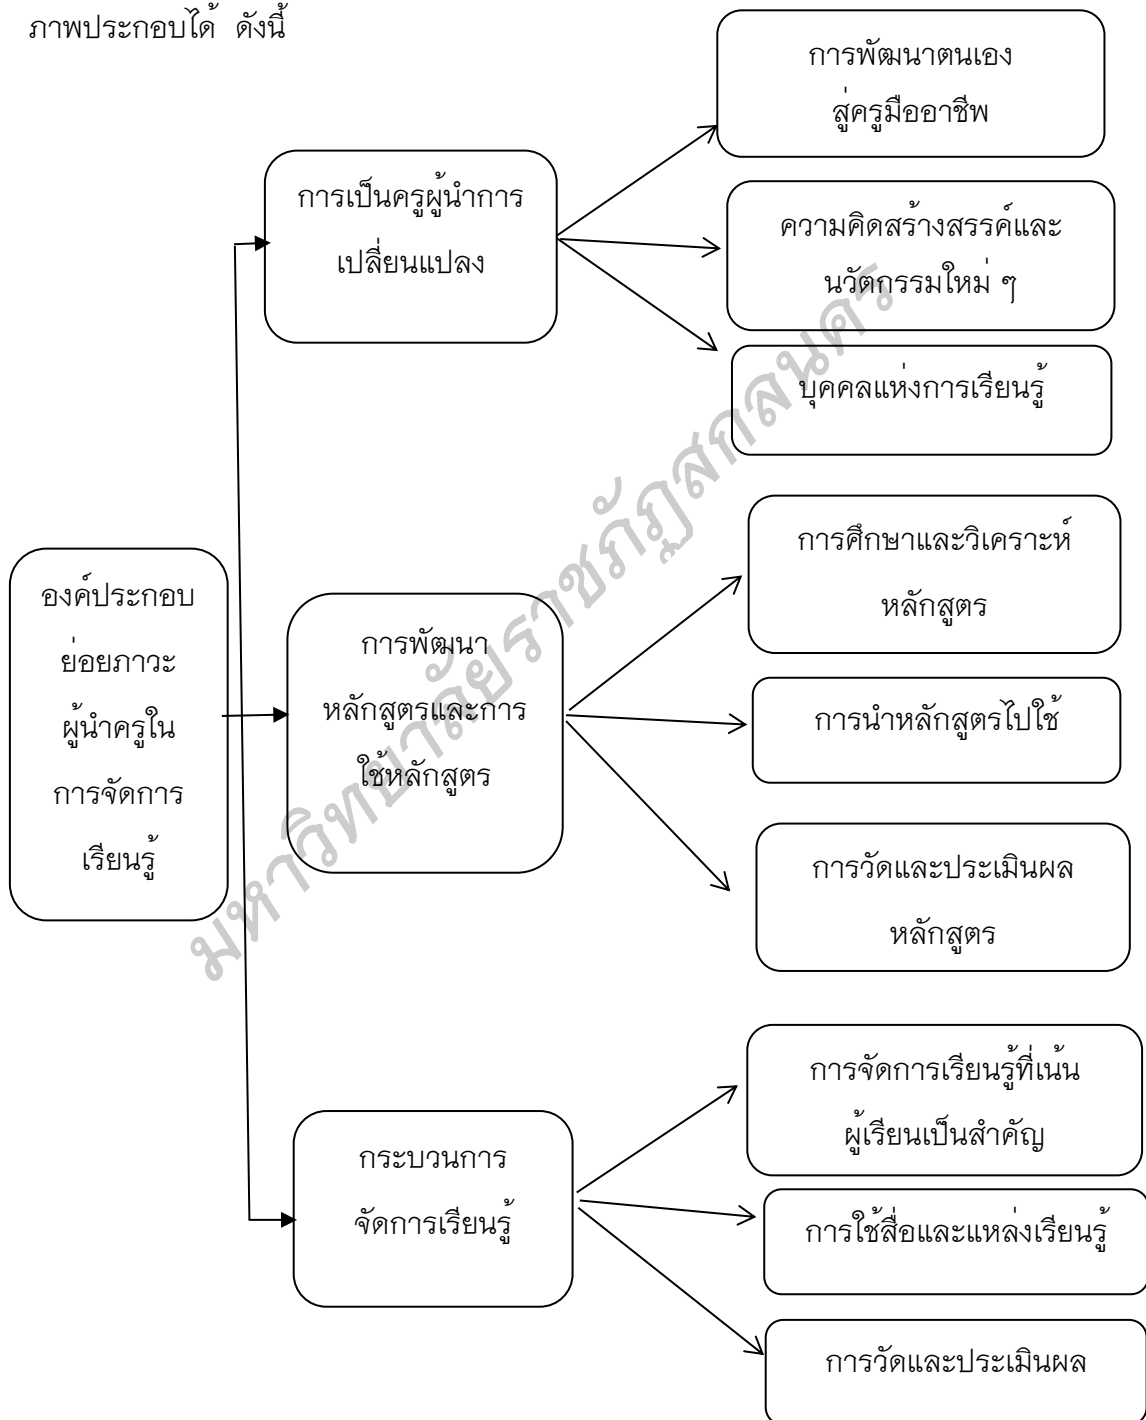 ภาพประกอบได้ ดังนี้
การพัฒนาตนเอง
สู่ครูมืออาชีพ
การเป็นครูผู้นำการ
เปลี่ยนแปลง
ความคิดสร้างสรรค์และ
นวัตกรรมใหม่ ๆ
บุคคลแห่งการเรียนรู้
องค์ประกอบ
ย่อยภาวะ
ผู้นำครูใน
การจัดการ
เรียนรู้
การพัฒนา
หลักสูตรและการ
ใช้หลักสูตร
การศึกษาและวิเคราะห์
หลักสูตร
การนำหลักสูตรไปใช้
การวัดและประเมินผล
หลักสูตร
กระบวนการ
จัดการเรียนรู้
การจัดการเรียนรู้ที่เน้น
ผู้เรียนเป็นสำคัญ
การใช้สื่อและแหล่งเรียนรู้
การวัดและประเมินผล
มหาวิทยาลัยราชภัฏสกลนคร